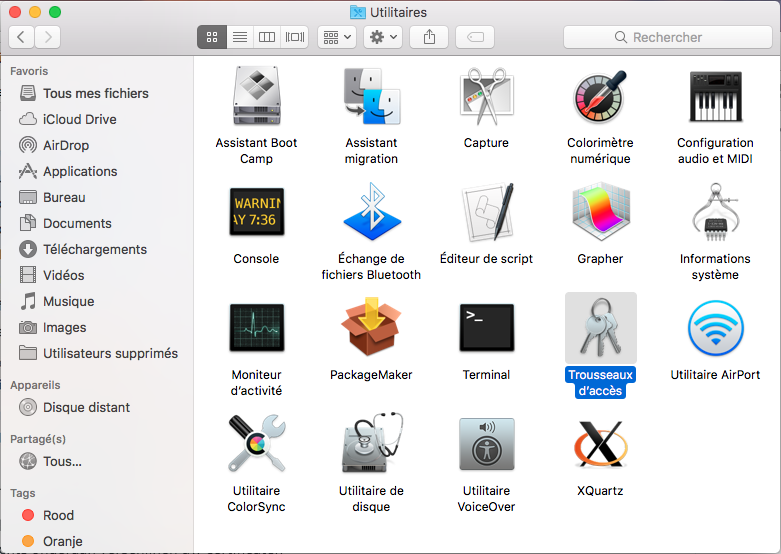 Utilitaires
Rechercher
Favoris
Tous mes fichiers
iCloud Drive
AirDrop
Applications
Bureau
Documents
Téléchargements
Vidéos
Musique
Images
Utilisateurs supprimés
Appareils
Disque distant
Partagé(s)
Tous...
Tags
Rood
Oranje
Assistant Boot
Camp
Assistant
migration
Capture
Colorimètre
numérique
Configuration
audio et MIDI
WARNIN
AY 7:36
Console
Échange de
fichiers Bluetooth
Éditeur de script
Grapher
Informations
système
Moniteur
d'activité
PackageMaker
>_
Terminal
Trousseaux
d'accès
Utilitaire AirPort
Utilitaire
ColorSync
Utilitaire de
disque
Utilitaire
VoiceOver
XQuartz